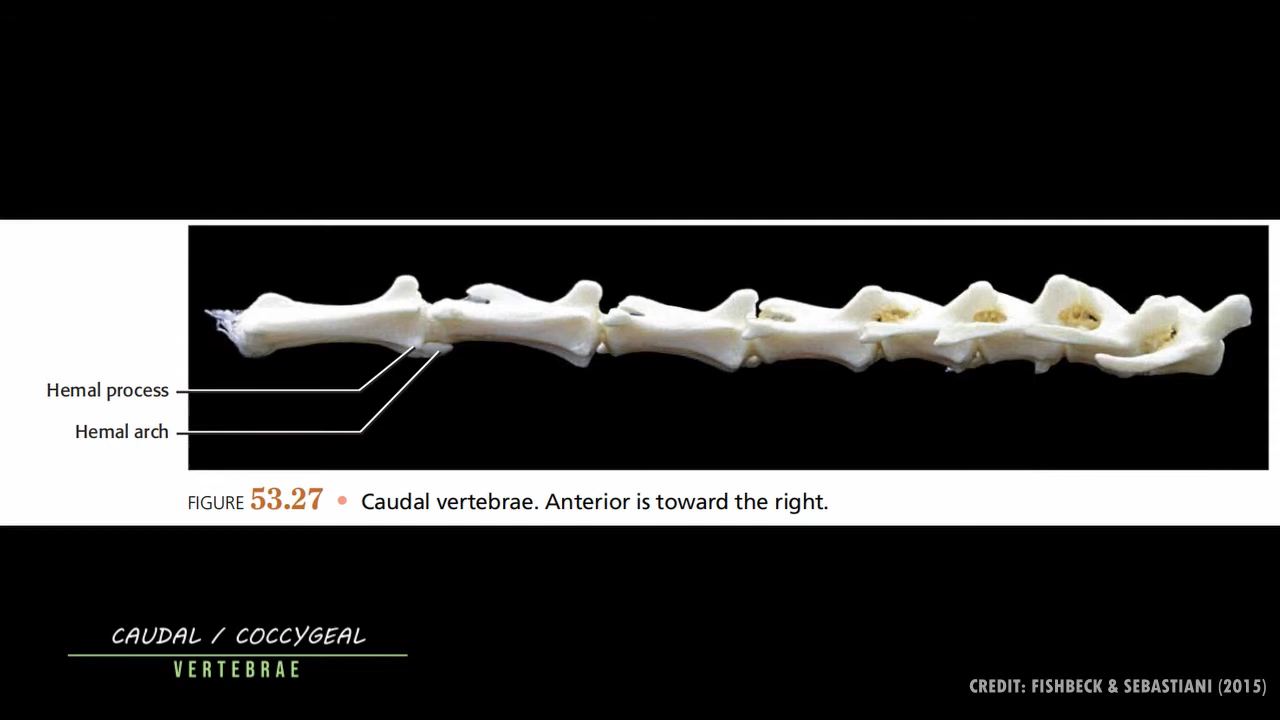 Hemal process
Hemal arch
FIGURE 53.27 • Caudal vertebrae. Anterior is toward the right.
CAUDAL / COCCYGEAL
VERTEBRAE
CREDIT: FISHBECK & SEBASTIANI (2015)